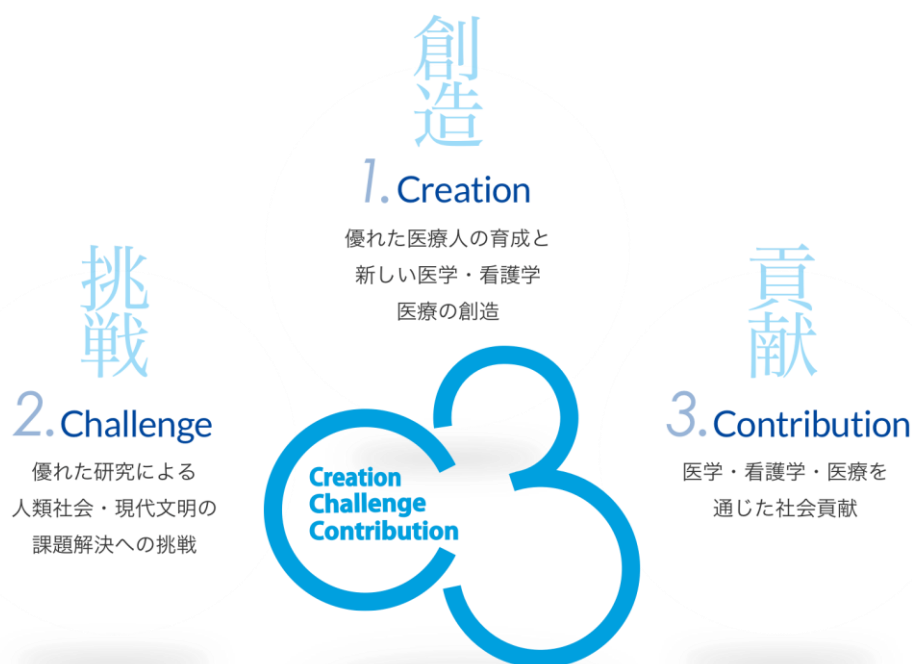 創造
1. Creation
優れた医療人の育成と
新しい医学・看護学
医療の創造
挑戦
2. Challenge
優れた研究による
人類社会・現代文明の
課題解決への挑戦
貢献
3. Contribution
医学・看護学・医療を
通じた社会貢献
C3
Creation
Challenge
Contribution